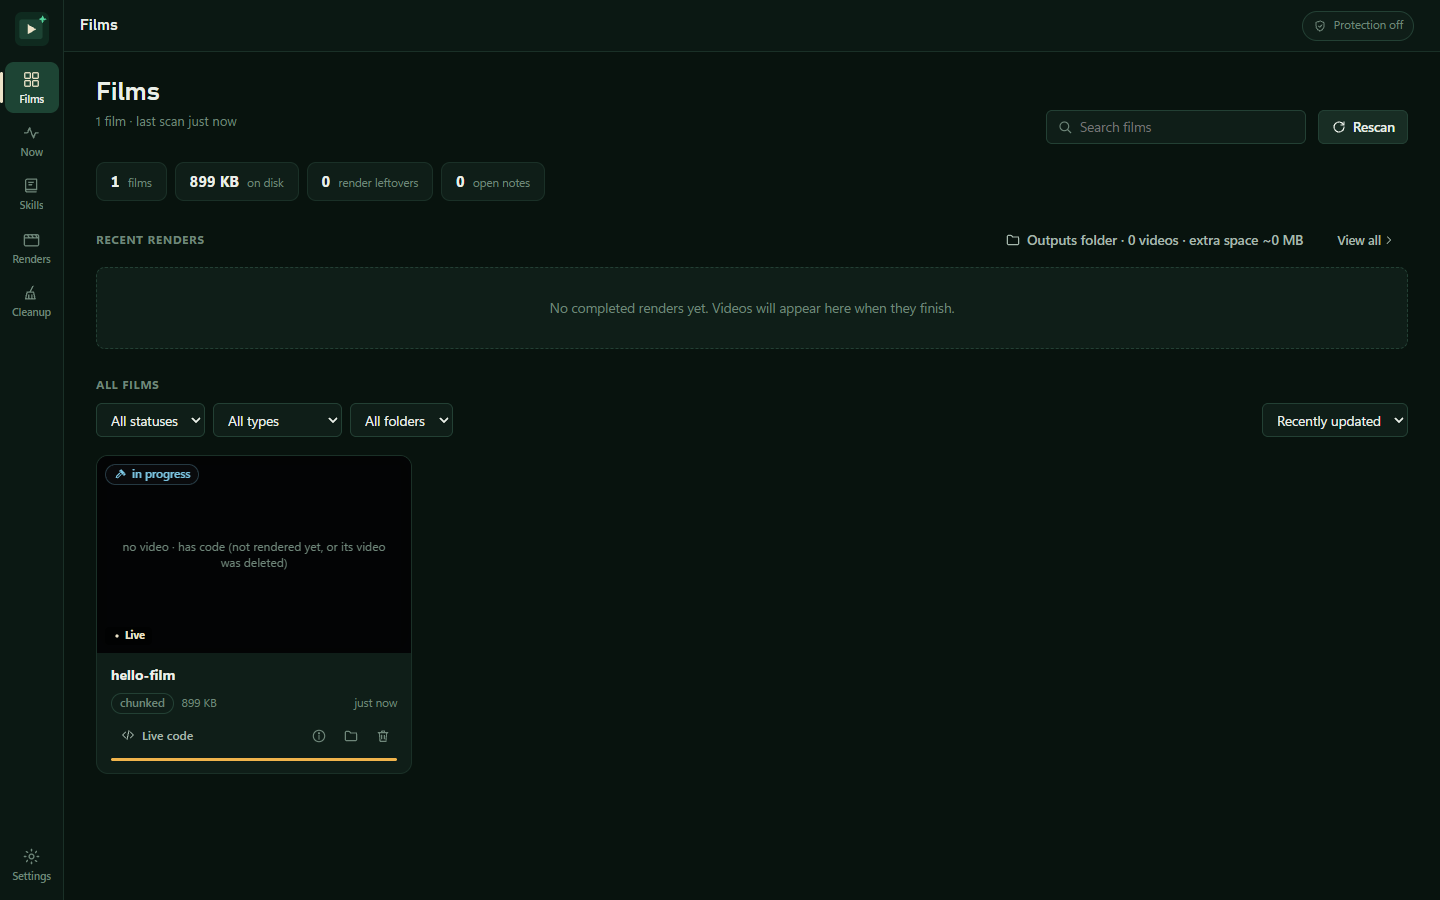 Films
Protection off
Films
Now
Skills
Renders
Cleanup
Settings
Films
1 film · last scan just now
Search films
Rescan
1 films
899 KB on disk
0 render leftovers
0 open notes
RECENT RENDERS
Outputs folder · 0 videos · extra space ~0 MB
View all
No completed renders yet. Videos will appear here when they finish.
ALL FILMS
All statuses
All types
All folders
Recently updated
in progress
no video · has code (not rendered yet, or its video
was deleted)
• Live
hello-film
chunked 899 KB just now
Live code